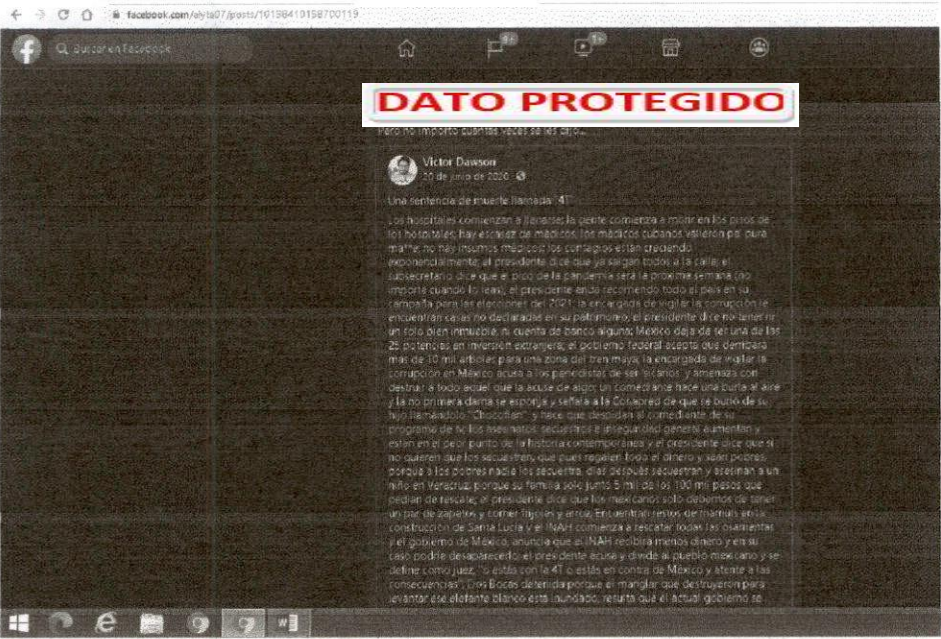 facebook.com/alyta07/posts/10158410198700119
Buscar en Facebook
9+
DATO PROTEGIDO
Pero no importo cuantas veces se les dijo...
Victor Dawson
20 de junio de 2020
Una sentencia de muerte llamada: 4T
Los hospitales comienzan a llenarse; la gente comienza a morir en los pisos de
los hospitales; hay escasez de médicos; los médicos cubanos valieron pa' pura
no hay insumos médicos; los contagios están creciendo
exponencialmente; el presidente dice que ya salgan todos a la calle; el
subsecretario dice que el pico de la pandemia será la próxima semana (no
importa cuando lo leas); el presidente anda recorriendo todo el país en su
campaña para las elecciones del 2021; la encargada de vigilar la corrupción le
encuentran casas no declaradas en su patrimonio; el presidente dice no tener ni
un solo bien inmueble, ni cuenta de banco alguna; México deja de ser una de las
25 potencias en inversión extranjera; el gobierno federal acepta que derribará
más de 10 mil árboles para una zona del tren maya; la encargada de vigilar la
corrupción en México acusa a los periodistas de ser "sicarios" y amenaza con
destruir a todo aquel que la acuse de algo; un comediante hace una burla al aire
y la no primera dama se esponja y señala a la Conapred de que se burló de su
hijo llamándolo "Chocoflan" y hace que despidan al comediante de su
programa de tv; los asesinatos, secuestros e inseguridad general aumentan y
están en el peor punto de la historia contemporánea y el presidente dice que si
no quieren que los secuestren, que pues regalen todo el dinero y sean pobres,
porque a los pobres nadie los secuestra, días después secuestran y asesinan a un
niño en Veracruz, porque su familia solo juntó 5 mil de los 100 mil pesos que
pedían de rescate; el presidente dice que los mexicanos solo debemos de tener
un par de zapatos y comer frijoles y arroz; Encuentran restos de mamuts en la
construcción de Santa Lucía y el INAH comienza a rescatar todas las osamentas
y el gobierno de México, anuncia que el INAH recibirá menos dinero y en su
caso podría desaparecerlo; el presidente acusa y divide al pueblo mexicano y se
define como juez, "o estás con la 4T o estás en contra de México y atente a las
consecuencias"; Dos Bocas detenida porque el manglar que destruyeron para
levantar ese elefante blanco está inundado; resulta que el actual gobierno se